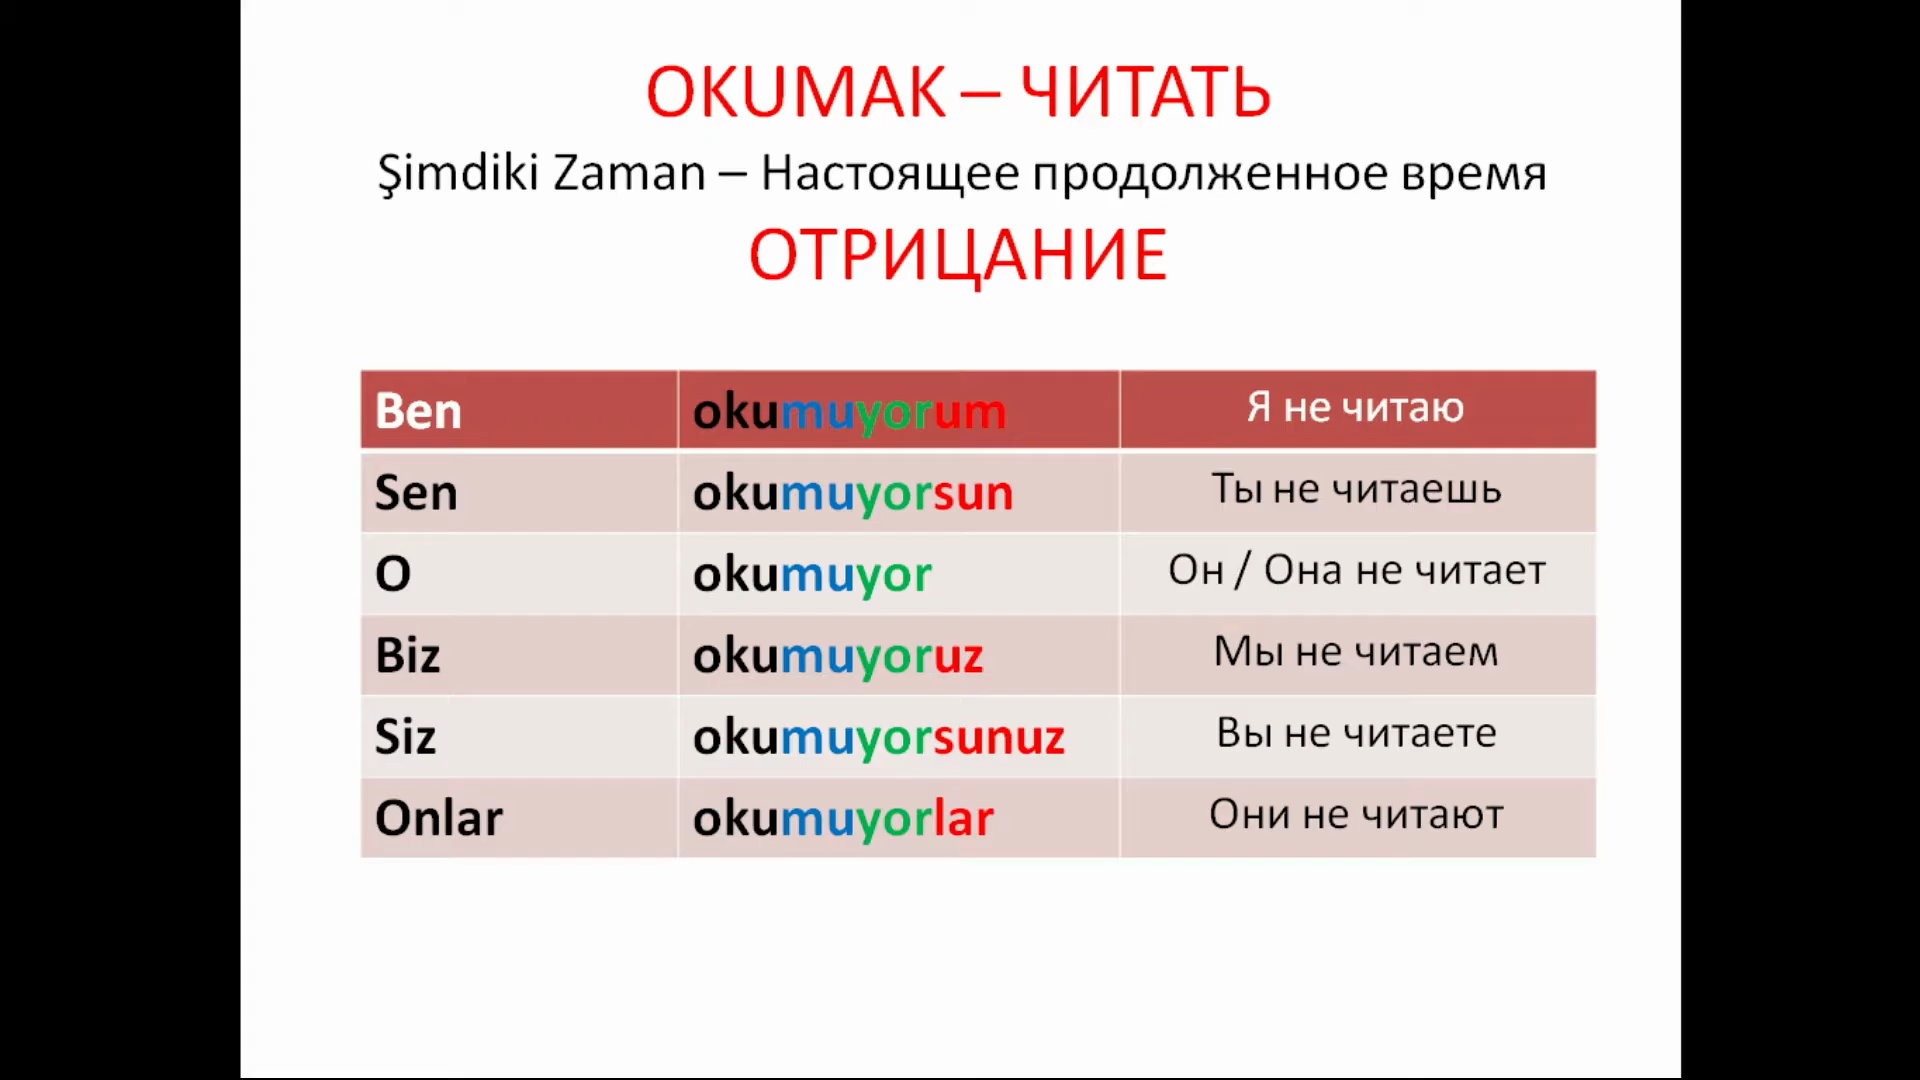 OKUMAK – ЧИТАТЬ
Şimdiki Zaman – Настоящее продолженное время
ОТРИЦАНИЕ
Ben okumuyorum Я не читаю
Sen okumuyorsun Ты не читаешь
O okumuyor Он / Она не читает
Biz okumuyoruz Мы не читаем
Siz okumuyorsunuz Вы не читаете
Onlar okumuyorlar Они не читают